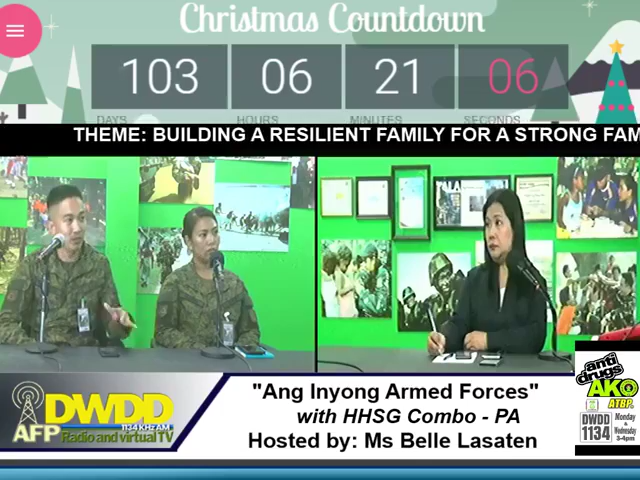 Christmas Countdown
103 06 21 06
DAYS HOURS MINUTES SECONDS
THEME: BUILDING A RESILIENT FAMILY FOR A STRONG FAM
DWDD
1134 KHz AM
AFP Radio and virtual TV
"Ang Inyong Armed Forces"
with HHSG Combo - PA
Hosted by: Ms Belle Lasaten
anti
drugs
AKO
ATBP.
DWDD
1134
Monday
&
Wednesday
3-4pm